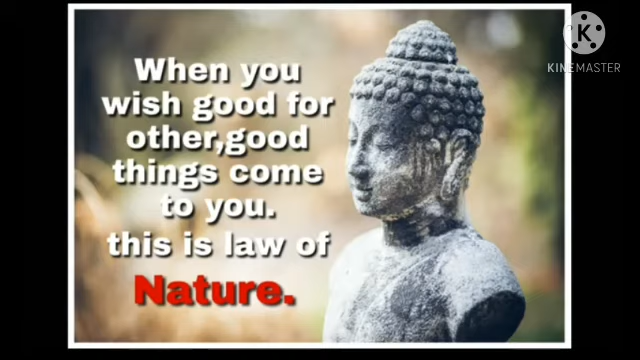 When you
wish good for
other,good
things come
to you.
this is law of
Nature.
K
KINEMASTER